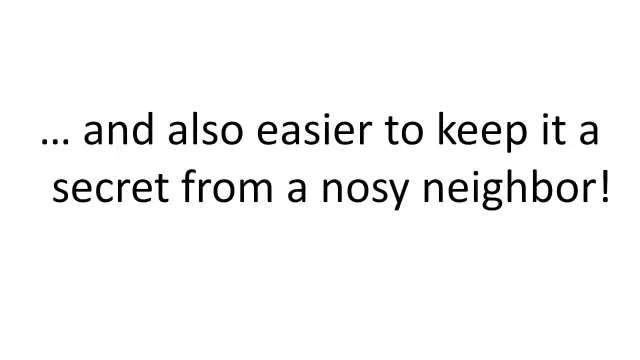 … and also easier to keep it a
secret from a nosy neighbor!